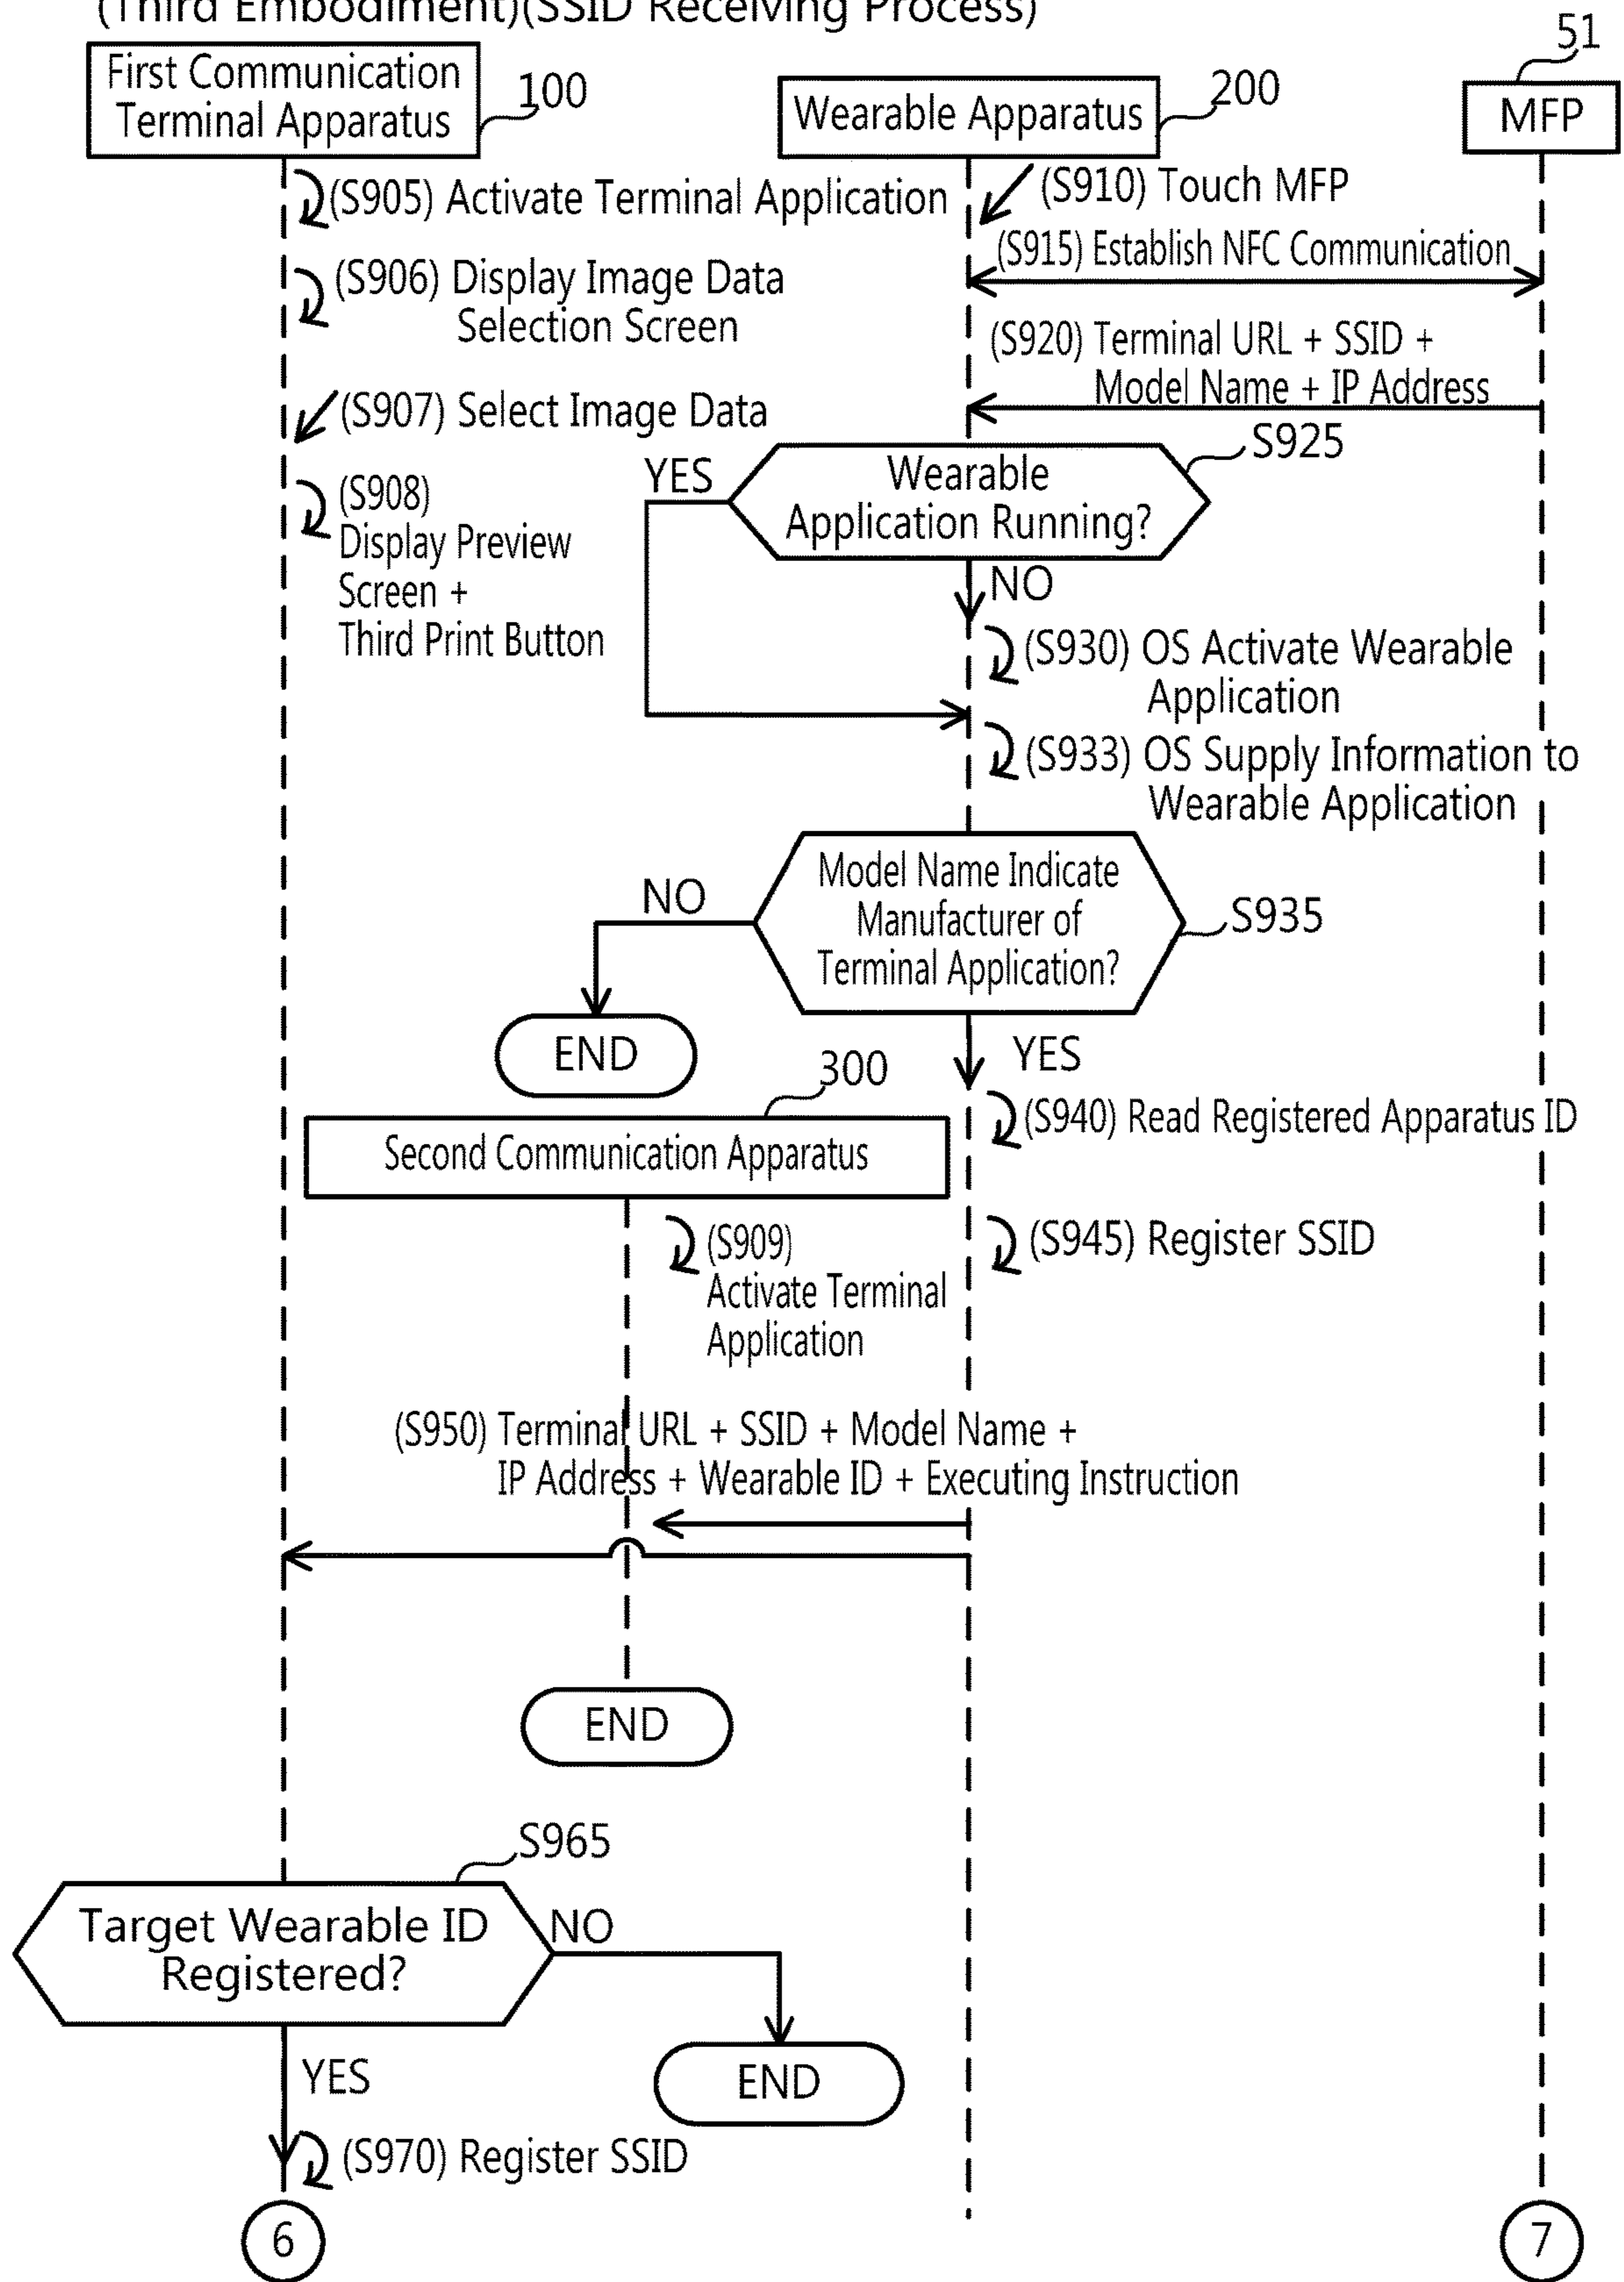 (Third Embodiment)(SSID Receiving Process)
First Communication
Terminal Apparatus
100
Wearable Apparatus
200
51
MFP
(S905) Activate Terminal Application
(S910) Touch MFP
(S915) Establish NFC Communication
(S906) Display Image Data
Selection Screen
(S920) Terminal URL + SSID +
Model Name + IP Address
(S907) Select Image Data
S925
YES
Wearable
Application Running?
(S908)
Display Preview
Screen +
Third Print Button
NO
(S930) OS Activate Wearable
Application
(S933) OS Supply Information to
Wearable Application
Model Name Indicate
Manufacturer of
Terminal Application?
NO
S935
END
YES
300
(S940) Read Registered Apparatus ID
Second Communication Apparatus
(S909)
Activate Terminal
Application
(S945) Register SSID
(S950) Terminal URL + SSID + Model Name +
IP Address + Wearable ID + Executing Instruction
END
S965
Target Wearable ID
Registered?
NO
YES
END
(S970) Register SSID
6
7